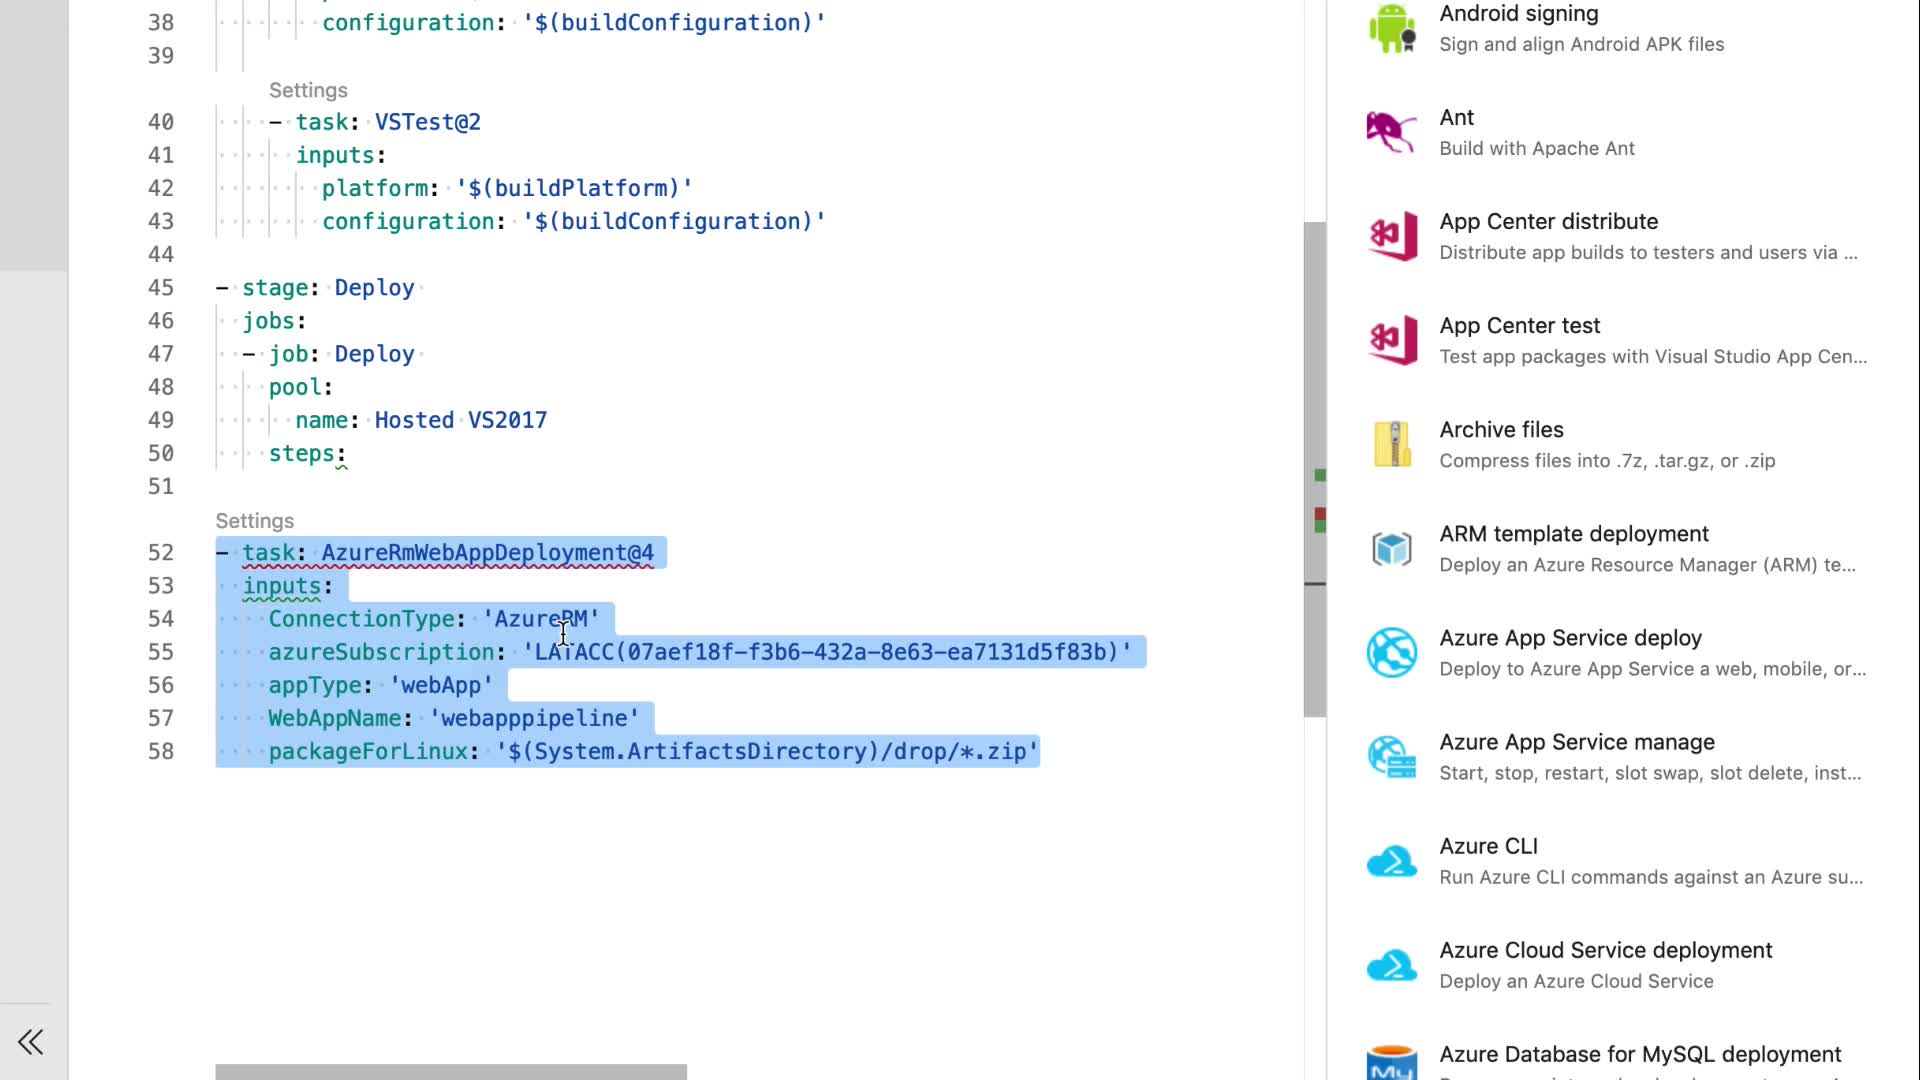 38 configuration: '$(buildConfiguration)'
39
Settings
40 - task: VSTest@2
41 inputs:
42 platform: '$(buildPlatform)'
43 configuration: '$(buildConfiguration)'
44
45 - stage: Deploy
46 jobs:
47 - job: Deploy
48 pool:
49 name: Hosted VS2017
50 steps:
51
Settings
52 - task: AzureRmWebAppDeployment@4
53 inputs:
54 ConnectionType: 'AzureRM'
55 azureSubscription: 'LATACC(07aef18f-f3b6-432a-8e63-ea7131d5f83b)'
56 appType: 'webApp'
57 WebAppName: 'webapppipeline'
58 packageForLinux: '$(System.ArtifactsDirectory)/drop/*.zip'
Android signing
Sign and align Android APK files
Ant
Build with Apache Ant
App Center distribute
Distribute app builds to testers and users via ...
App Center test
Test app packages with Visual Studio App Cen...
Archive files
Compress files into .7z, .tar.gz, or .zip
ARM template deployment
Deploy an Azure Resource Manager (ARM) te...
Azure App Service deploy
Deploy to Azure App Service a web, mobile, or...
Azure App Service manage
Start, stop, restart, slot swap, slot delete, inst...
Azure CLI
Run Azure CLI commands against an Azure su...
Azure Cloud Service deployment
Deploy an Azure Cloud Service
Azure Database for MySQL deployment
My